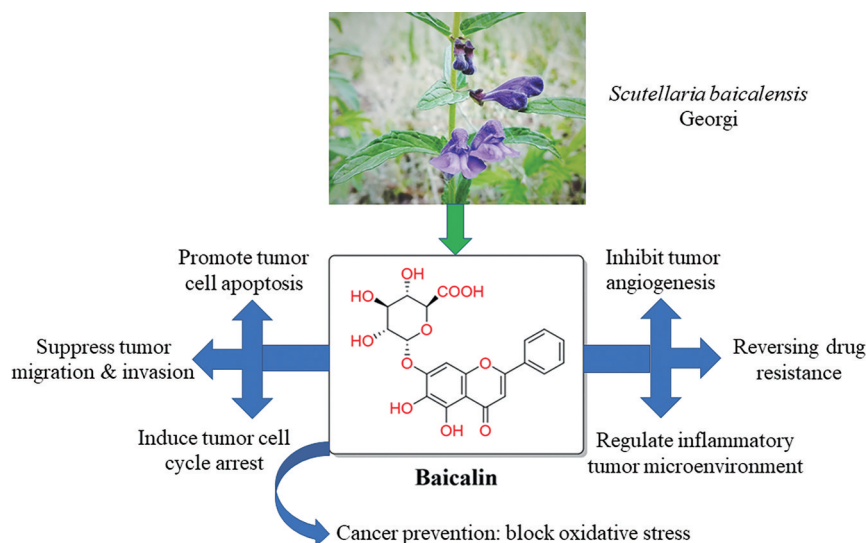 Scutellaria baicalensis
Georgi
Promote tumor
cell apoptosis
Suppress tumor
migration & invasion
Induce tumor cell
cycle arrest
OH
HO
COOH
HO
O
HO
O
O
HO
OH
O
Baicalin
Inhibit tumor
angiogenesis
Reversing drug
resistance
Regulate inflammatory
tumor microenvironment
Cancer prevention: block oxidative stress